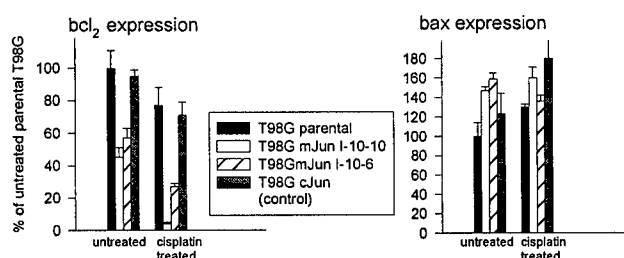 bcl2 expression
% of untreated parental T98G
100
80
60
40
20
0
untreated
cisplatin
treated
T98G parental
T98G mJun I-10-10
T98GmJun I-10-6
T98G cJun
(control)
bax expression
180
160
140
120
100
80
60
40
20
0
untreated
cisplatin
treated